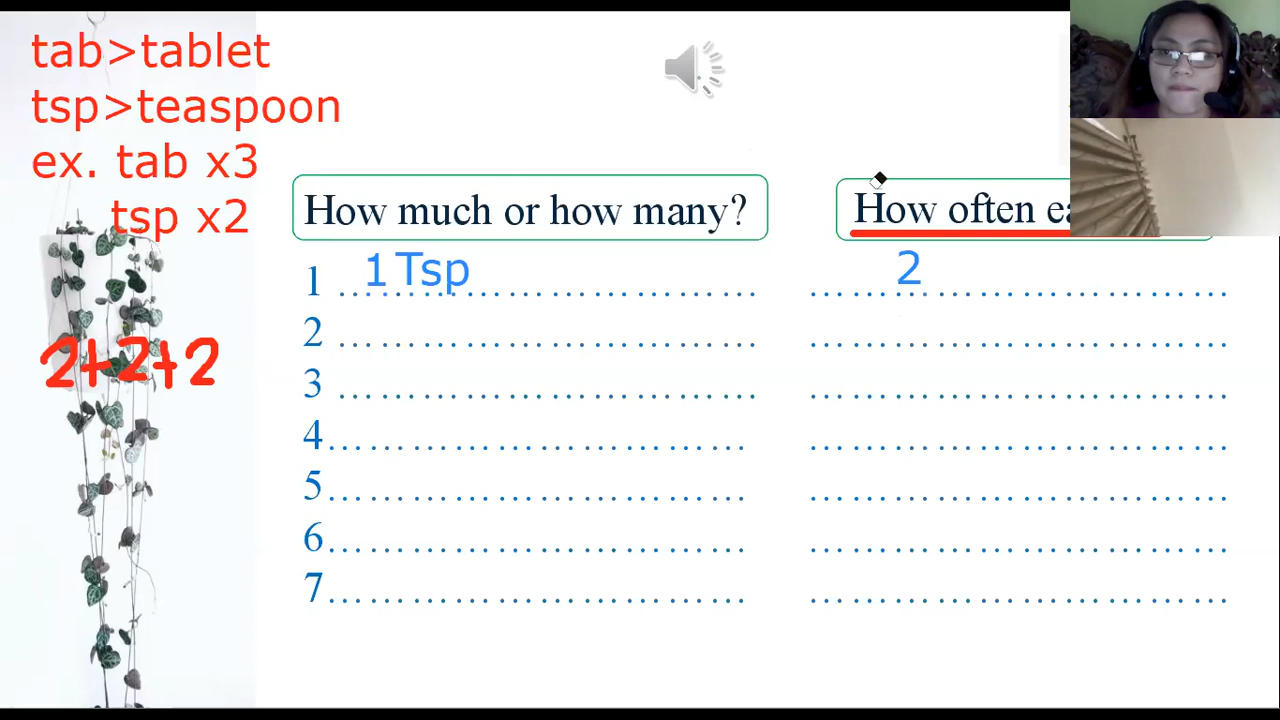 tab>tablet
tsp>teaspoon
ex. tab x3
tsp x2
2+2+2
How much or how many?
How often
1 1 Tsp 2
2
3
4
5
6
7